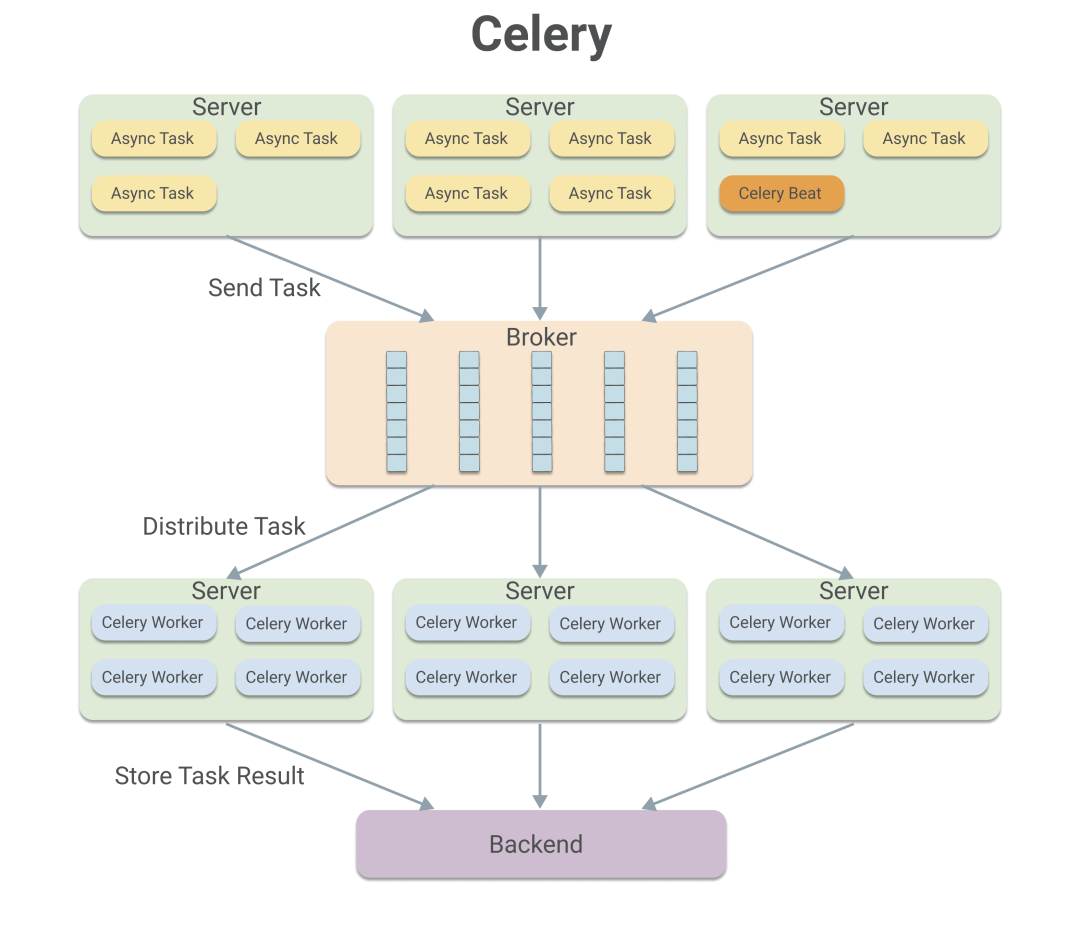 Celery
Server
Async Task
Async Task
Async Task
Server
Async Task
Async Task
Async Task
Async Task
Server
Async Task
Async Task
Celery Beat
Send Task
Broker
Distribute Task
Server
Celery Worker
Celery Worker
Celery Worker
Celery Worker
Server
Celery Worker
Celery Worker
Celery Worker
Celery Worker
Server
Celery Worker
Celery Worker
Celery Worker
Celery Worker
Store Task Result
Backend